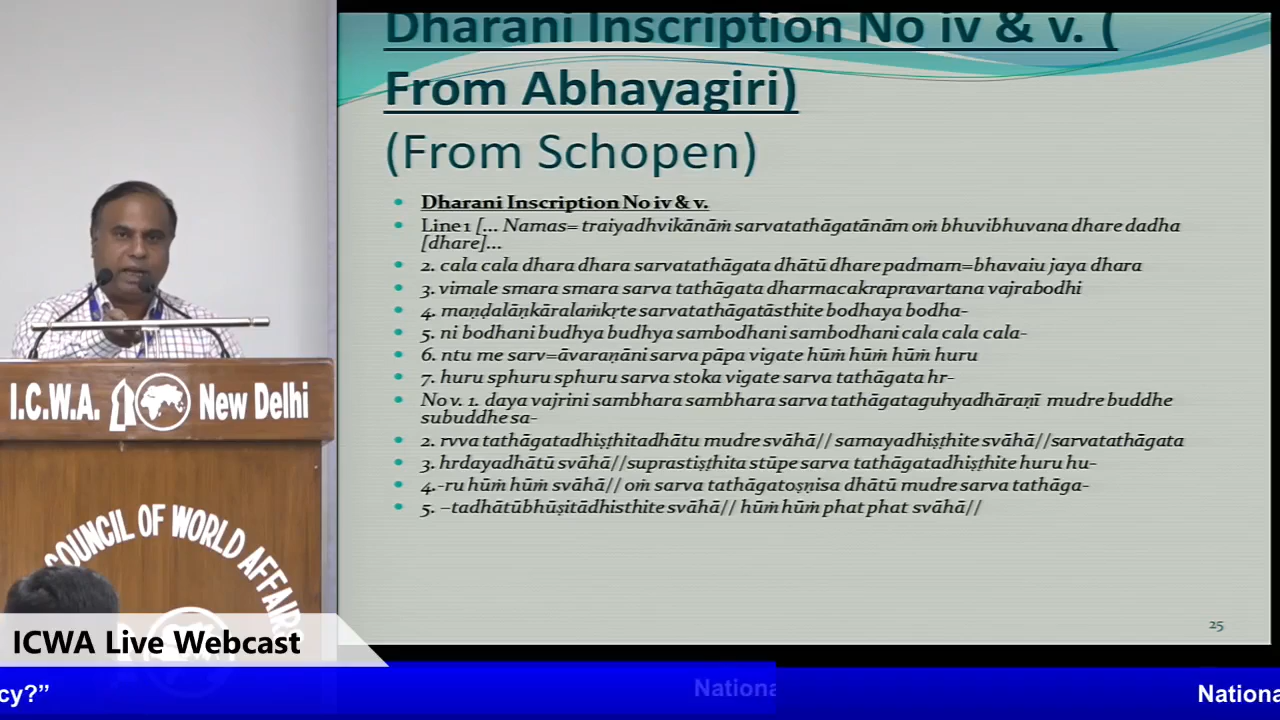 Dharani Inscription No iv & v. (
From Abhayagiri)
(From Schopen)
Dharani Inscription No iv & v.
Line1 [... Namas= traiyadhvikānāṁ sarvatathāgatānām oṁ bhuvibhuvana dhare dadha
[dhare]...
2. cala cala dhara dhara sarvatathāgata dhātū dhare padmam=bhavaiu jaya dhara
3. vimale smara smara sarva tathāgata dharmacakrapravartana vajrabodhi
4. maṇḍalāṇkāralaṁkṛte sarvatathāgatāsthite bodhaya bodha-
5. ni bodhani budhya budhya sambodhani sambodhani cala cala cala-
6. ntu me sarv=āvaraṇāni sarva pāpa vigate hūṁ hūṁ hūṁ huru
7. huru sphuru sphuru sarva stoka vigate sarva tathāgata hr-
No v. 1. daya vajrini sambhara sambhara sarva tathāgataguhyadhāraṇī mudre buddhe
subuddhe sa-
2. rvva tathāgatadhiṣṭhitadhātu mudre svāhā// samayadhiṣṭhite svāhā//sarvatathāgata
3. hrdayadhātū svāhā//suprastiṣṭhita stūpe sarva tathāgatadhiṣṭhite huru hu-
4.-ru hūṁ hūṁ svāhā// oṁ sarva tathāgatoṣṇisa dhātū mudre sarva tathāga-
5. –tadhātūbhūṣitādhisthite svāhā// hūṁ hūṁ phat phat svāhā//
25
I.C.W.A. New Delhi
COUNCIL OF WORLD AFFAIRS
ICWA Live Webcast
cy?” Nationa Nationa